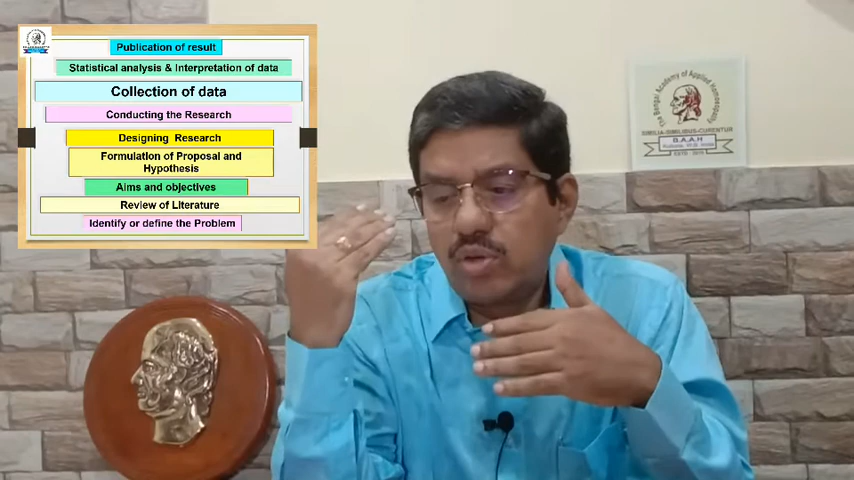 Publication of result
Statistical analysis & Interpretation of data
Collection of data
Conducting the Research
Designing Research
Formulation of Proposal and
Hypothesis
Aims and objectives
Review of Literature
Identify or define the Problem
The Bengal Academy of Applied Homoeopathy
SIMILIA-SIMILIBUS-CURENTUR
B.A.A.H
ESTD